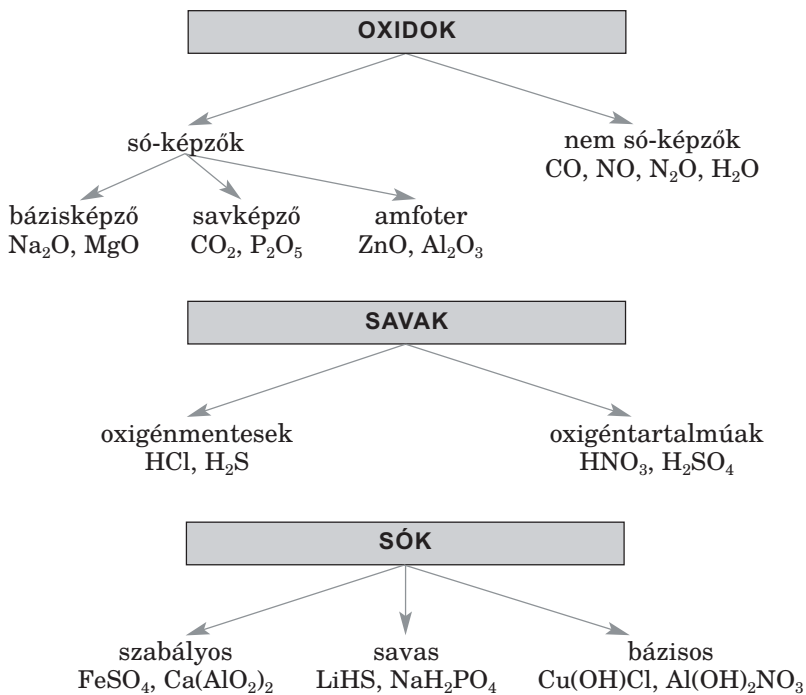 OXIDOK
só-képzők
nem só-képzők
CO, NO, N₂O, H₂O
bázisképző savképző amfoter
Na₂O, MgO CO₂, P₂O₅ ZnO, Al₂O₃
SAVAK
oxigénmentesek oxigéntartalmúak
HCl, H₂S HNO₃, H₂SO₄
SÓK
szabályos savas bázisos
FeSO₄, Ca(AlO₂)₂ LiHS, NaH₂PO₄ Cu(OH)Cl, Al(OH)₂NO₃